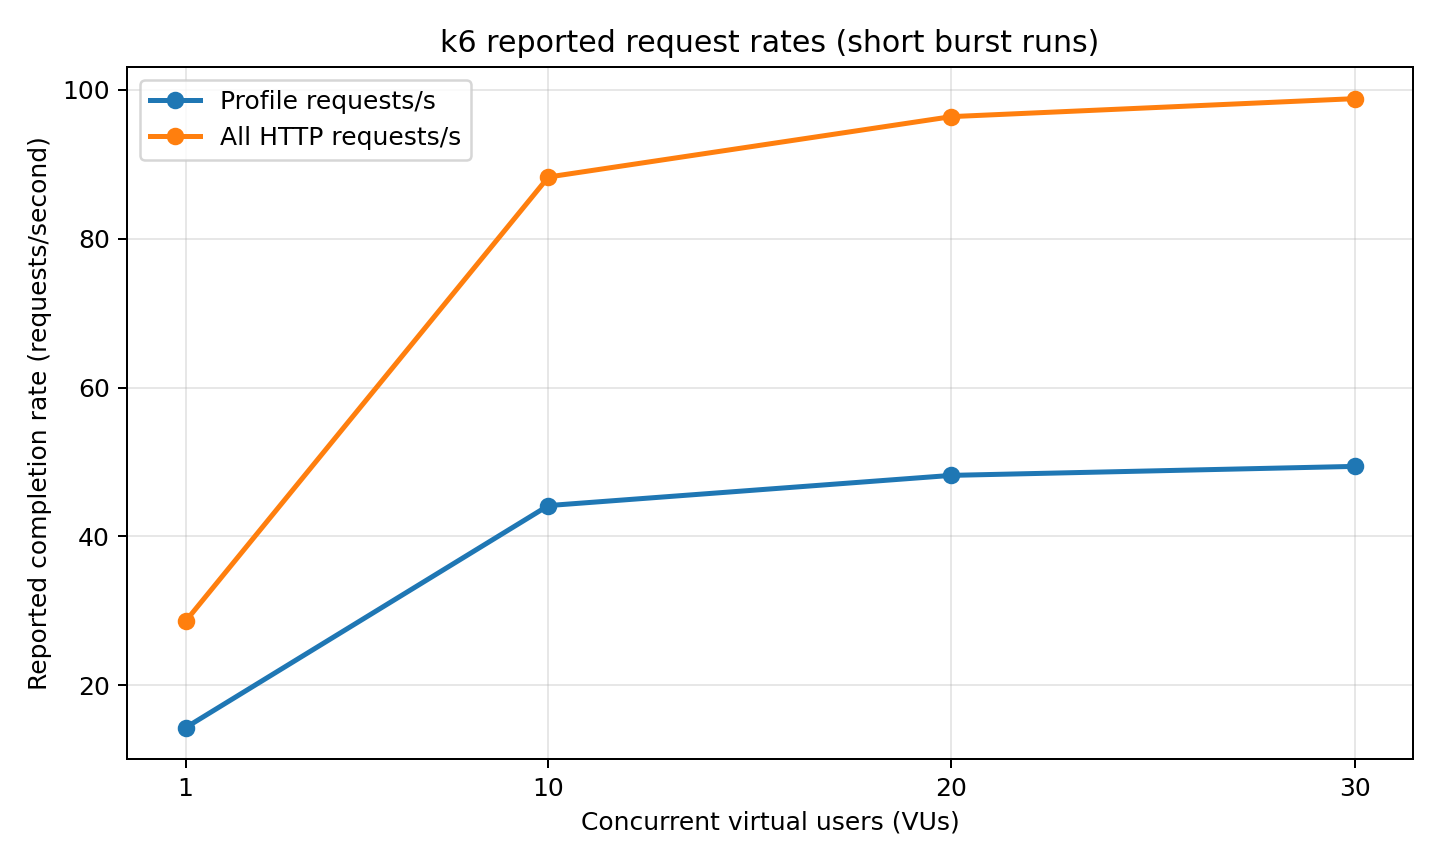 k6 reported request rates (short burst runs)
Profile requests/s
All HTTP requests/s
Reported completion rate (requests/second)
100
80
60
40
20
1 10 20 30
Concurrent virtual users (VUs)